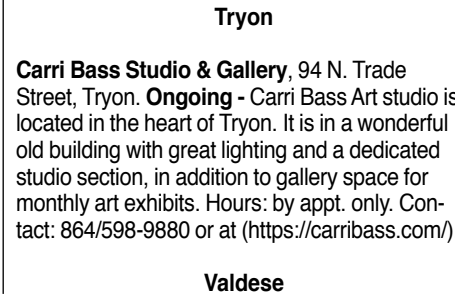 Tryon
Carri Bass Studio & Gallery, 94 N. Trade
Street, Tryon. Ongoing - Carri Bass Art studio is
located in the heart of Tryon. It is in a wonderful
old building with great lighting and a dedicated
studio section, in addition to gallery space for
monthly art exhibits. Hours: by appt. only. Con-
tact: 864/598-9880 or at (https://carribass.com/)
Valdese